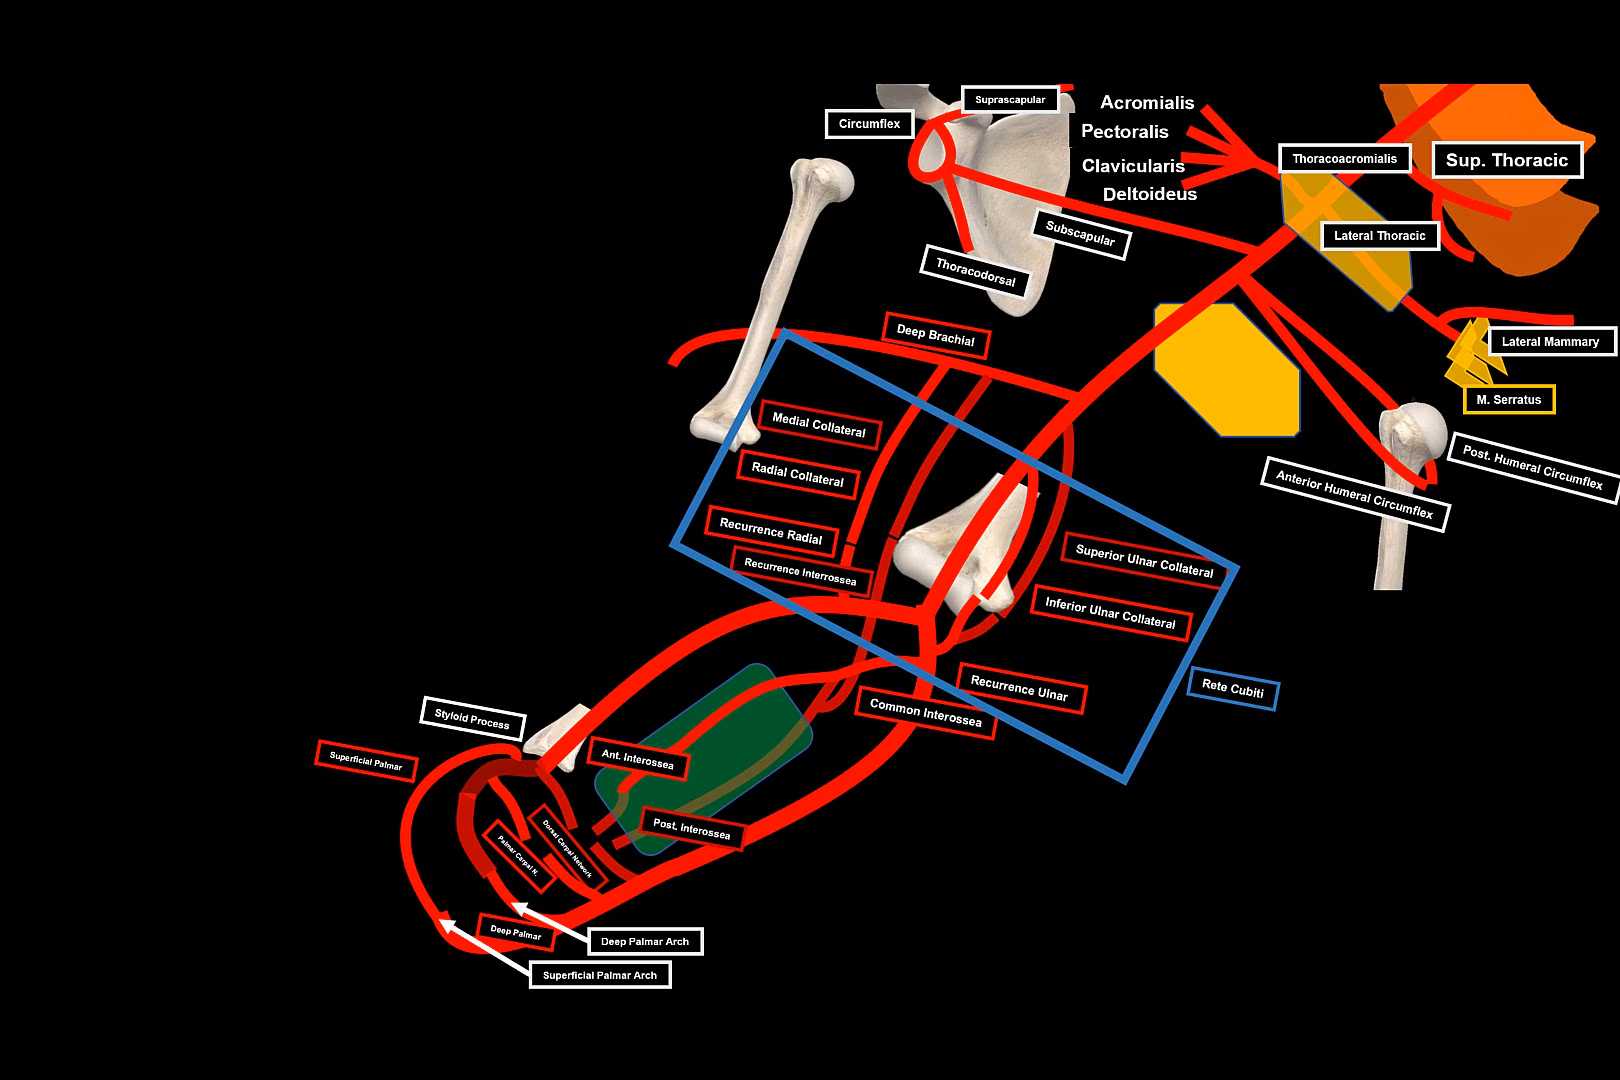 Suprascapular
Acromialis
Circumflex
Pectoralis
Thoracoacromialis
Sup. Thoracic
Clavicularis
Deltoideus
Subscapular
Lateral Thoracic
Thoracodorsal
Deep Brachial
Lateral Mammary
M. Serratus
Medial Collateral
Radial Collateral
Post. Humeral Circumflex
Anterior Humeral Circumflex
Recurrence Radial
Recurrence Interrossea
Superior Ulnar Collateral
Inferior Ulnar Collateral
Recurrence Ulnar
Rete Cubiti
Common Interossea
Styloid Process
Superficial Palmar
Ant. Interossea
Post. Interossea
Palmar Carpal N.
Dorsal Carpal Network
Deep Palmar
Deep Palmar Arch
Superficial Palmar Arch